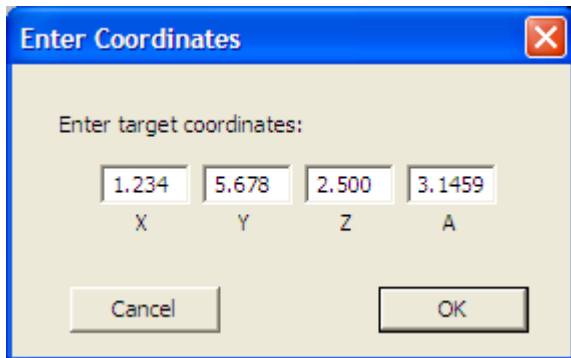 Enter Coordinates
Enter target coordinates:
1.234 5.678 2.500 3.1459
X Y Z A
Cancel OK